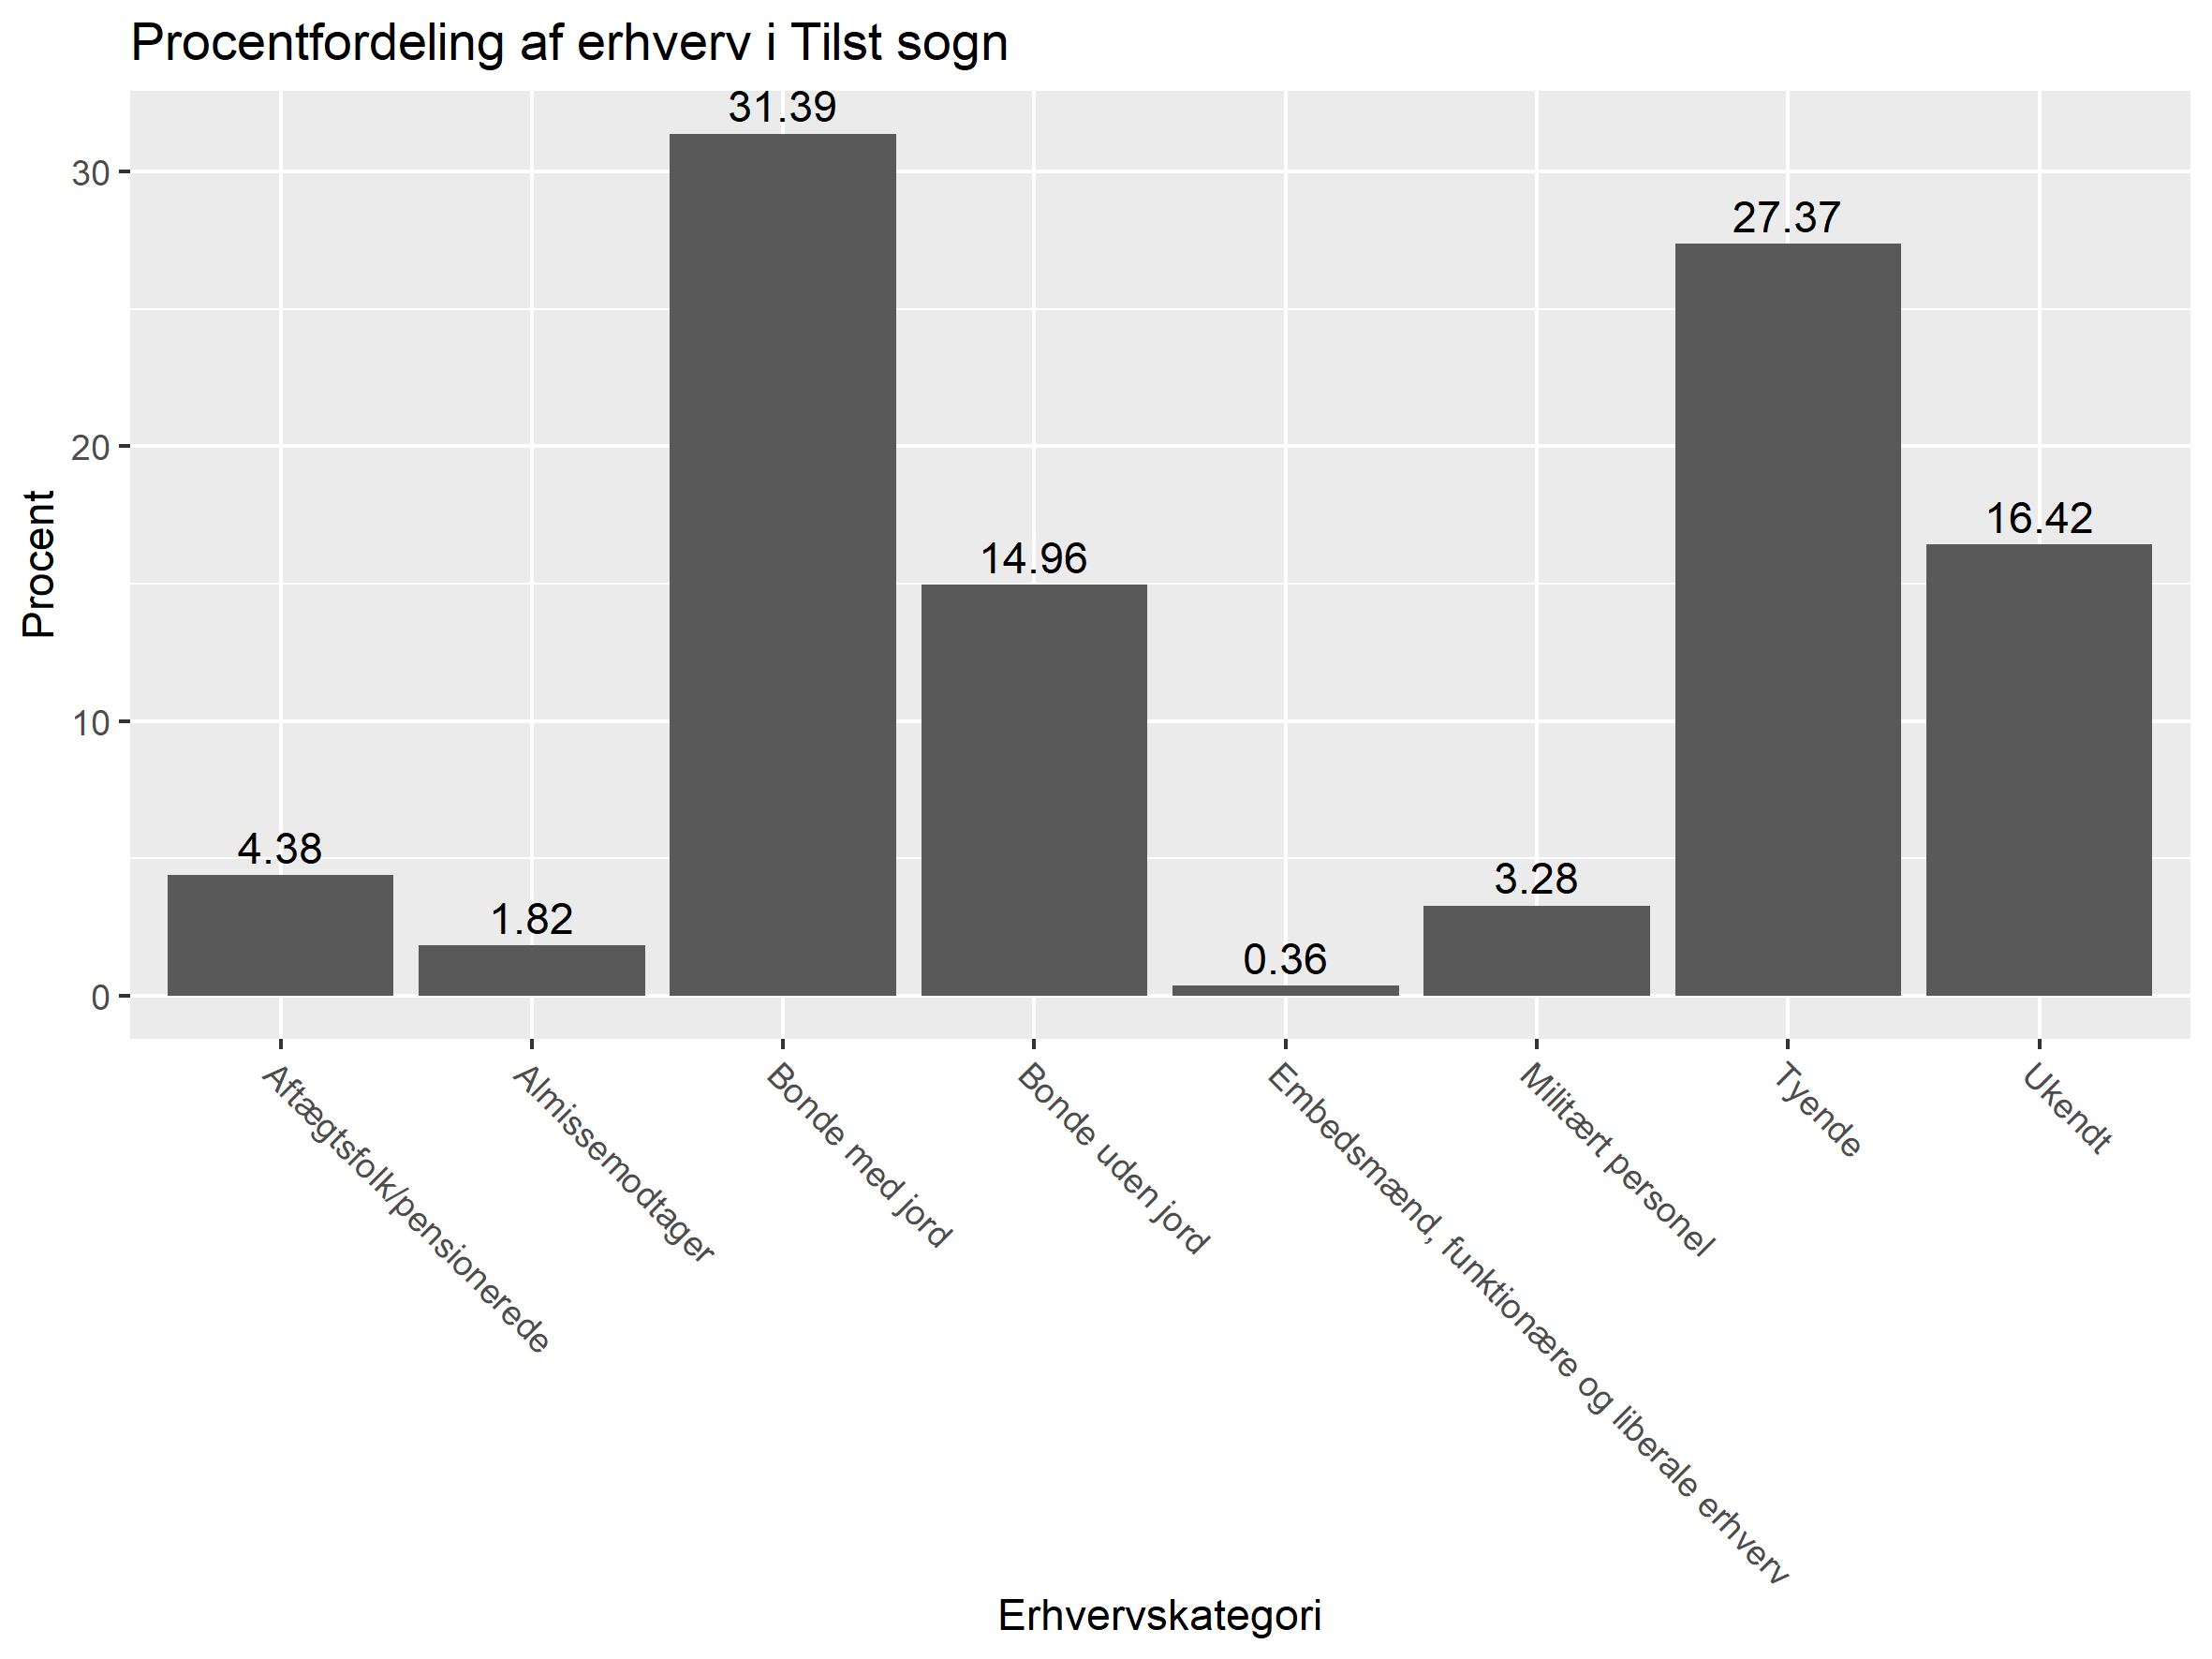 Procentfordeling af erhverv i Tilst sogn
Procent
30
20
10
0
4.38
1.82
31.39
14.96
0.36
3.28
27.37
16.42
Aftægtsfolk/pensionerede
Almissemodtager
Bonde med jord
Bonde uden jord
Embedsmænd, funktionære og liberale erhverv
Militært personel
Tyende
Ukendt
Erhvervskategori